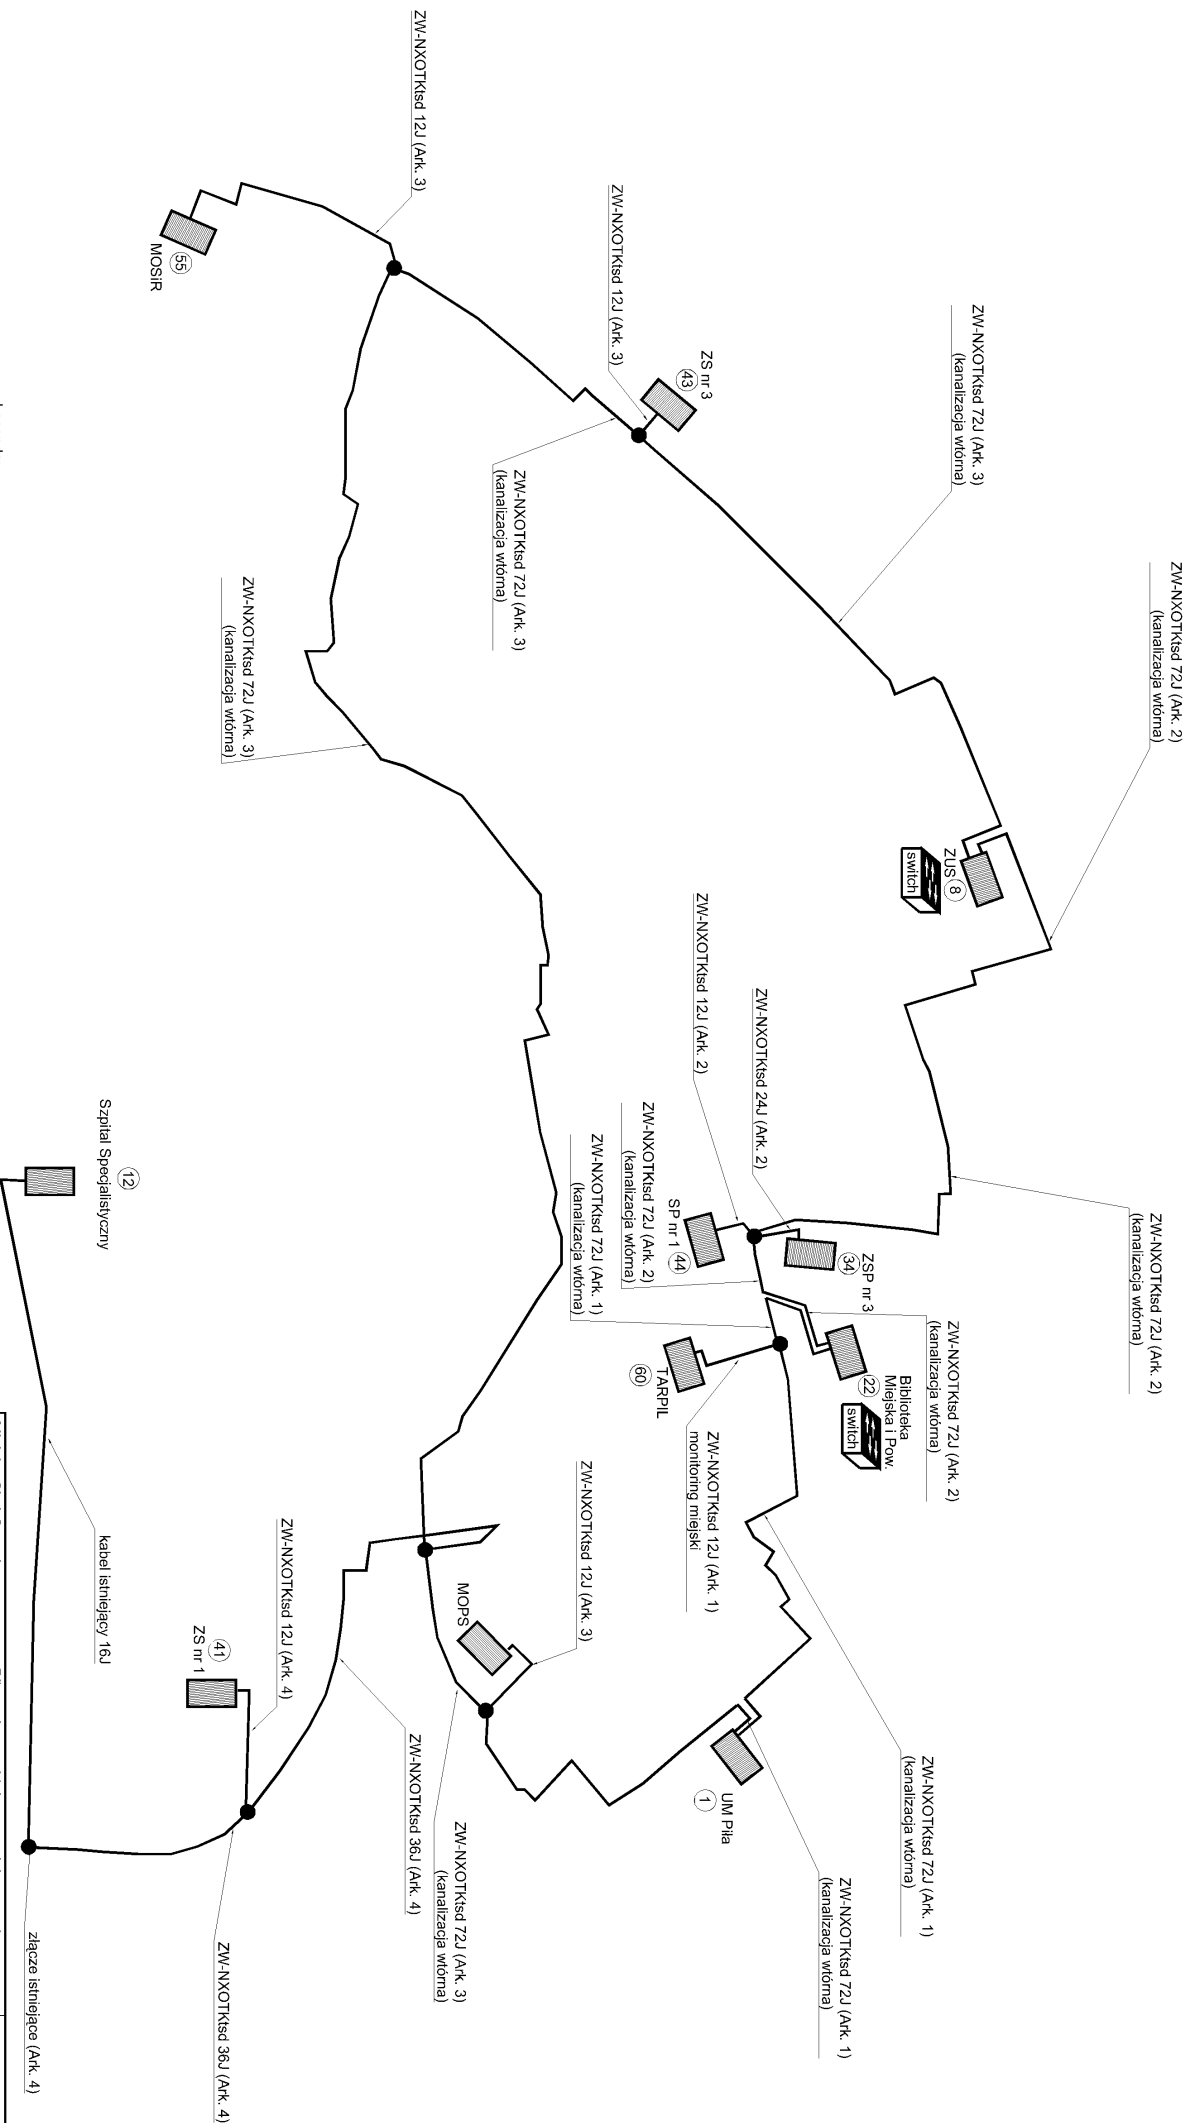 ZW-NXOTKtsd 72J (Ark. 2)
(kanalizacja wtórna)
ZW-NXOTKtsd 72J (Ark. 2)
(kanalizacja wtórna)
ZW-NXOTKtsd 72J (Ark. 3)
(kanalizacja wtórna)
ZUS
8
switch
ZW-NXOTKtsd 72J (Ark. 2)
(kanalizacja wtórna)
Biblioteka
Miejska i Pow.
22
switch
ZSP nr 3
34
ZW-NXOTKtsd 72J (Ark. 1)
(kanalizacja wtórna)
ZW-NXOTKtsd 72J (Ark. 1)
(kanalizacja wtórna)
ZW-NXOTKtsd 24J (Ark. 2)
ZW-NXOTKtsd 12J (Ark. 2)
ZS nr 3
43
ZW-NXOTKtsd 12J (Ark. 1)
monitoring miejski
UM Piła
1
SP nr 1
44
TARPIL
60
ZW-NXOTKtsd 72J (Ark. 2)
(kanalizacja wtórna)
ZW-NXOTKtsd 72J (Ark. 1)
(kanalizacja wtórna)
ZW-NXOTKtsd 12J (Ark. 3)
ZW-NXOTKtsd 12J (Ark. 3)
ZW-NXOTKtsd 72J (Ark. 3)
(kanalizacja wtórna)
MOPS
ZW-NXOTKtsd 72J (Ark. 3)
(kanalizacja wtórna)
ZW-NXOTKtsd 12J (Ark. 3)
ZW-NXOTKtsd 36J (Ark. 4)
ZW-NXOTKtsd 12J (Ark. 4)
ZW-NXOTKtsd 72J (Ark. 3)
(kanalizacja wtórna)
41
ZS nr 1
ZW-NXOTKtsd 36J (Ark. 4)
55
MOSiR
12
Szpital Specjalistyczny
kabel istniejący 16J
złącze istniejące (Ark. 4)